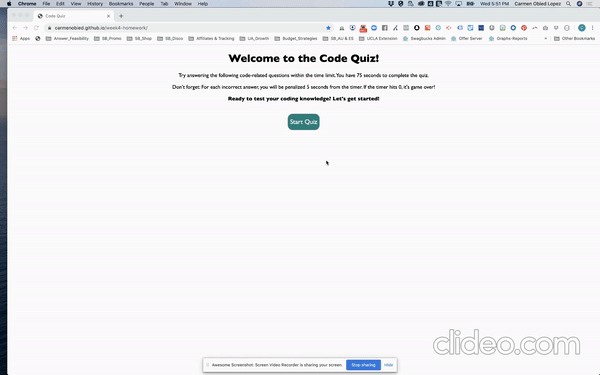 Chrome File Edit View History Bookmarks People Tab Window Help Wed 5:51 PM Carmen Obied Lopez
Code Quiz
carmenobied.github.io/week4-homework/
Apps Answer_Feasibility SB_Promo SB_Shop SB_Disco Affiliates & Tracking UA_Growth Budget_Strategies SB_AU & ES UCLA Extension Swagbucks Admin Offer Server Graphs-Reports Other Bookmarks
Welcome to the Code Quiz!
Try answering the following code-related questions within the time limit. You have 75 seconds to complete the quiz.
Don't forget: For each incorrect answer, you will be penalized 5 seconds from the timer. If the timer hits 0, it's game over!
Ready to test your coding knowledge? Let's get started!
Start Quiz
clideo.com
Awesome Screenshot: Screen Video Recorder is sharing your screen. Stop sharing Hide